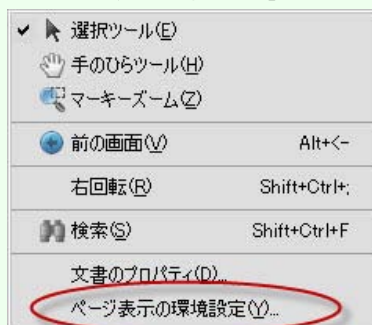 選択ツール(E)
手のひらツール(H)
マーキーズーム(Z)
前の画面(V) Alt+<-
右回転(R) Shift+Ctrl+;
検索(S) Shift+Ctrl+F
文書のプロパティ(D)...
ページ表示の環境設定(Y)...